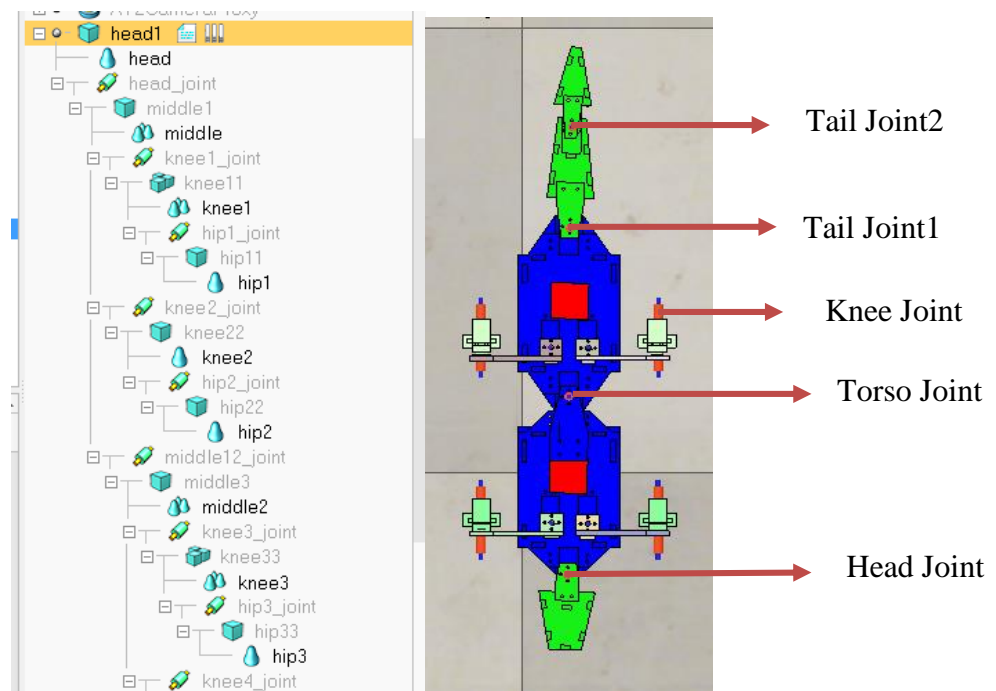 head1
head
head_joint
middle1
middle
knee1_joint
knee11
knee1
hip1_joint
hip11
hip1
knee2_joint
knee22
knee2
hip2_joint
hip22
hip2
middle12_joint
middle3
middle2
knee3_joint
knee33
knee3
hip3_joint
hip33
hip3
knee4_joint
Tail Joint2
Tail Joint1
Knee Joint
Torso Joint
Head Joint